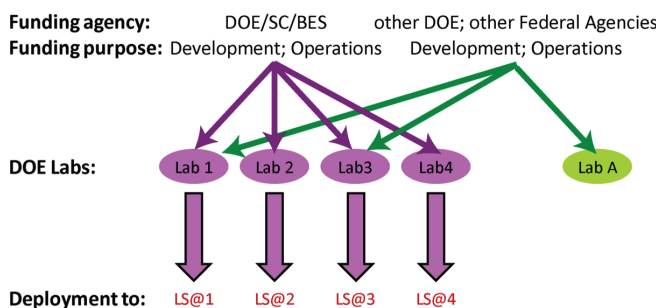 Funding agency: DOE/SC/BES other DOE; other Federal Agencies
Funding purpose: Development; Operations Development; Operations
DOE Labs: Lab 1 Lab 2 Lab3 Lab4 Lab A
Deployment to: LS@1 LS@2 LS@3 LS@4